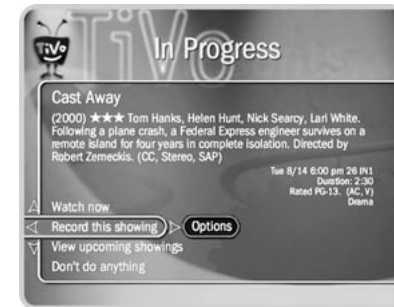 TiVo
TiVo
In Progress
Cast Away
(2000) ★★★ Tom Hanks, Helen Hunt, Nick Searcy, Lari White.
Following a plane crash, a Federal Express engineer survives on a
remote island for four years in complete isolation. Directed by
Robert Zemeckis. (CC, Stereo, SAP)
Tue 8/14 6:00 pm 26 IN1
Duration: 2:30
Rated PG-13. (AC, V)
Drama
Watch now
Record this showing Options
View upcoming showings
Don't do anything